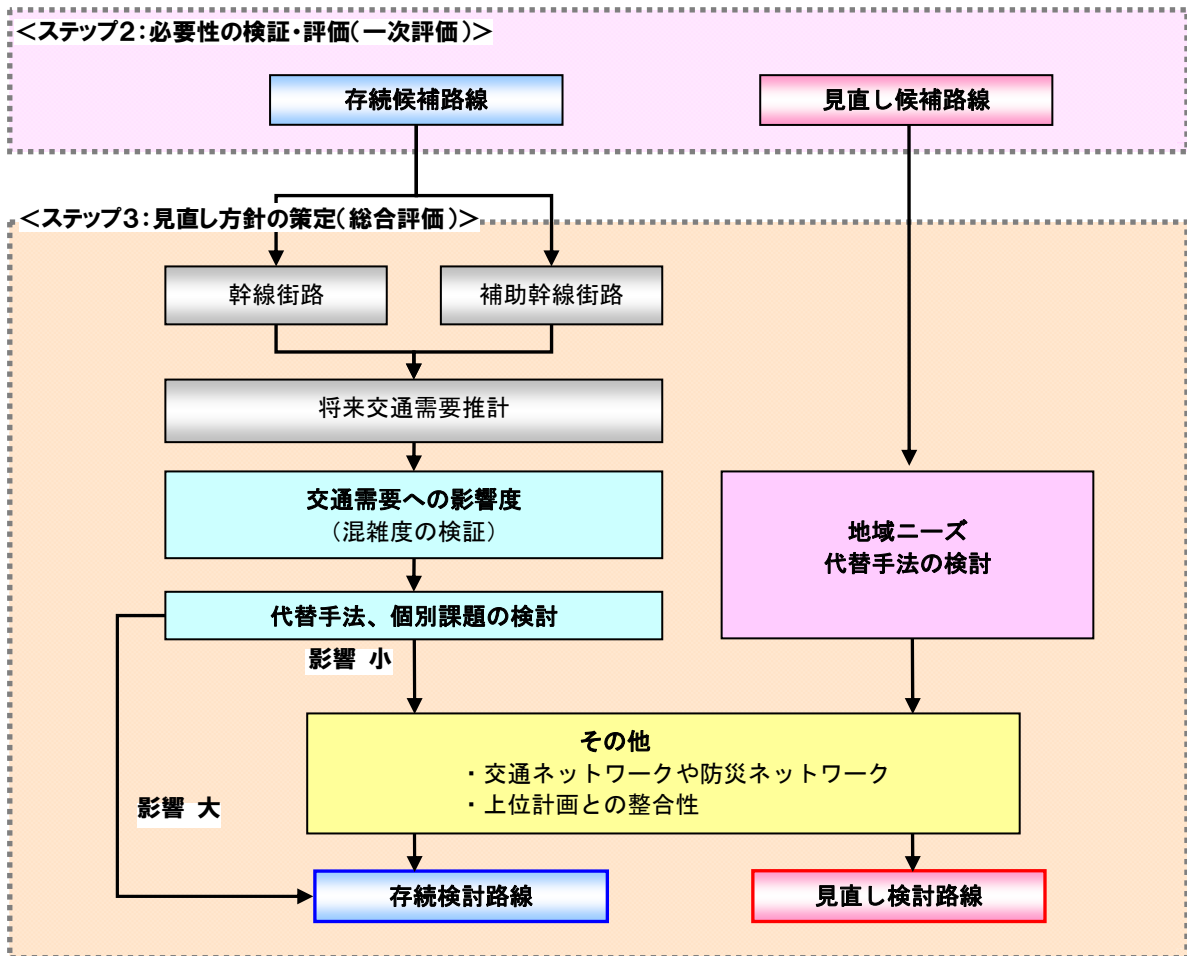 <ステップ2：必要性の検証・評価（一次評価）>
存続候補路線
見直し候補路線
<ステップ3：見直し方針の策定（総合評価）>
幹線街路
補助幹線街路
将来交通需要推計
交通需要への影響度
（混雑度の検証）
地域ニーズ
代替手法の検討
代替手法、個別課題の検討
影響 小
その他
・交通ネットワークや防災ネットワーク
・上位計画との整合性
影響 大
存続検討路線
見直し検討路線